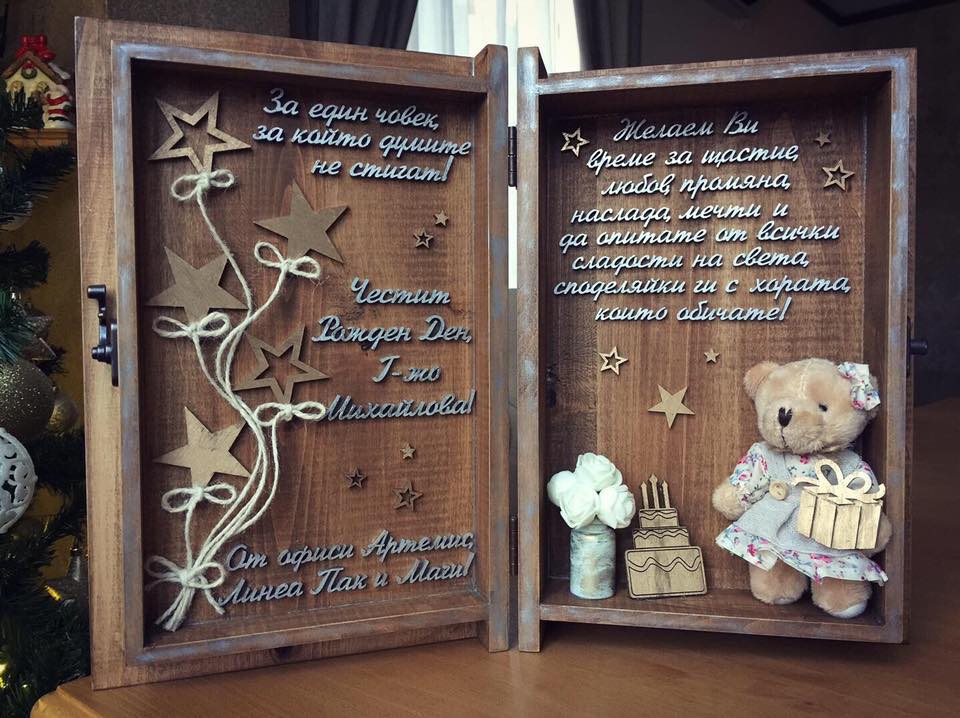 За един човек,
за който думите
не стигат!
Честит
Рожден Ден,
Г-жо
Михайлова!
От офиси Артемис,
Линеа Пак и Маги!
Желаем Ви
време за щастие,
любов, промяна,
наслада, мечти и
да опитате от всички
сладости на света,
споделяйки ги с хората,
които обичате!